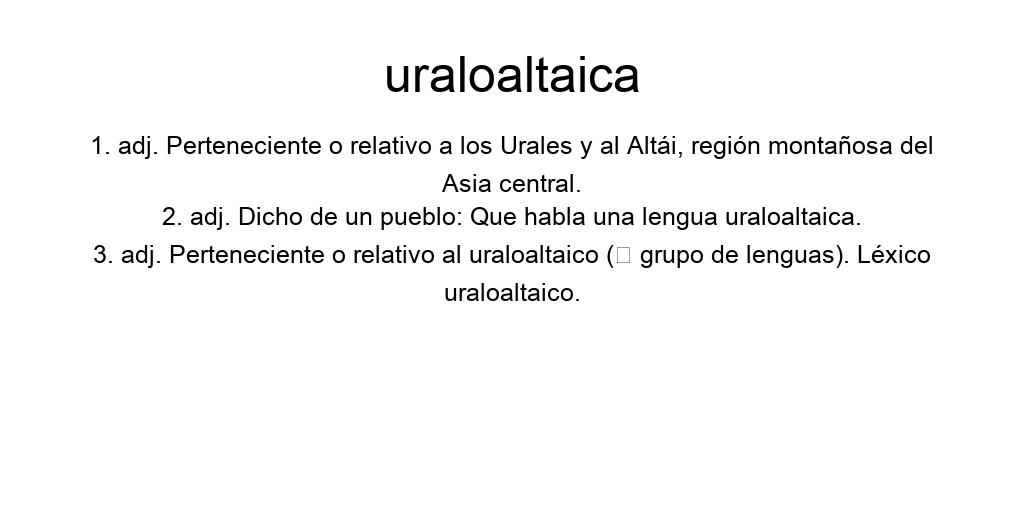 uraloaltaica
1. adj. Perteneciente o relativo a los Urales y al Altái, región montañosa del
Asia central.
2. adj. Dicho de un pueblo: Que habla una lengua uraloaltaica.
3. adj. Perteneciente o relativo al uraloaltaico (▯ grupo de lenguas). Léxico
uraloaltaico.